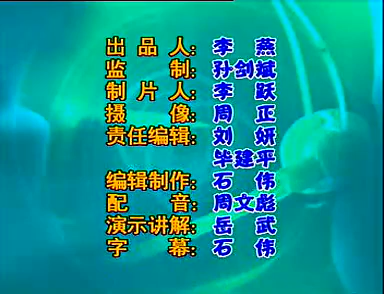 出品人：李燕
监制：孙剑斌
制片人：李跃
摄像：周正
责任编辑：刘妍
毕建平
编辑制作：石伟
配音：周文彪
演示讲解：岳武
字幕：石伟